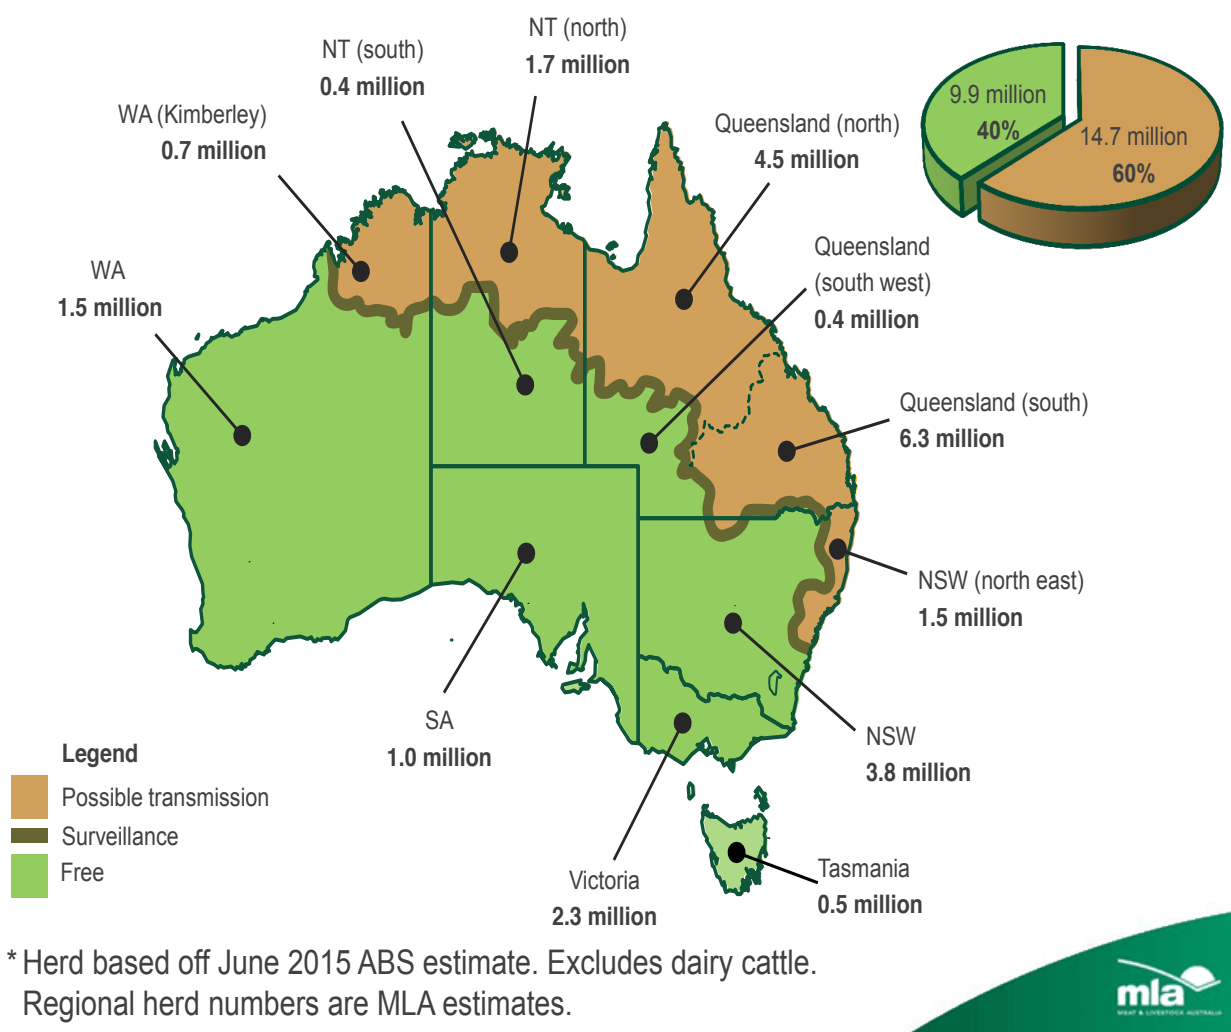 NT (north)
1.7 million
NT (south)
0.4 million
WA (Kimberley)
0.7 million
Queensland (north)
4.5 million
9.9 million
40%
14.7 million
60%
WA
1.5 million
Queensland
(south west)
0.4 million
Queensland (south)
6.3 million
NSW (north east)
1.5 million
SA
1.0 million
NSW
3.8 million
Legend
Possible transmission
Surveillance
Free
Victoria
2.3 million
Tasmania
0.5 million
* Herd based off June 2015 ABS estimate. Excludes dairy cattle.
Regional herd numbers are MLA estimates.
mla
MEAT & LIVESTOCK AUSTRALIA